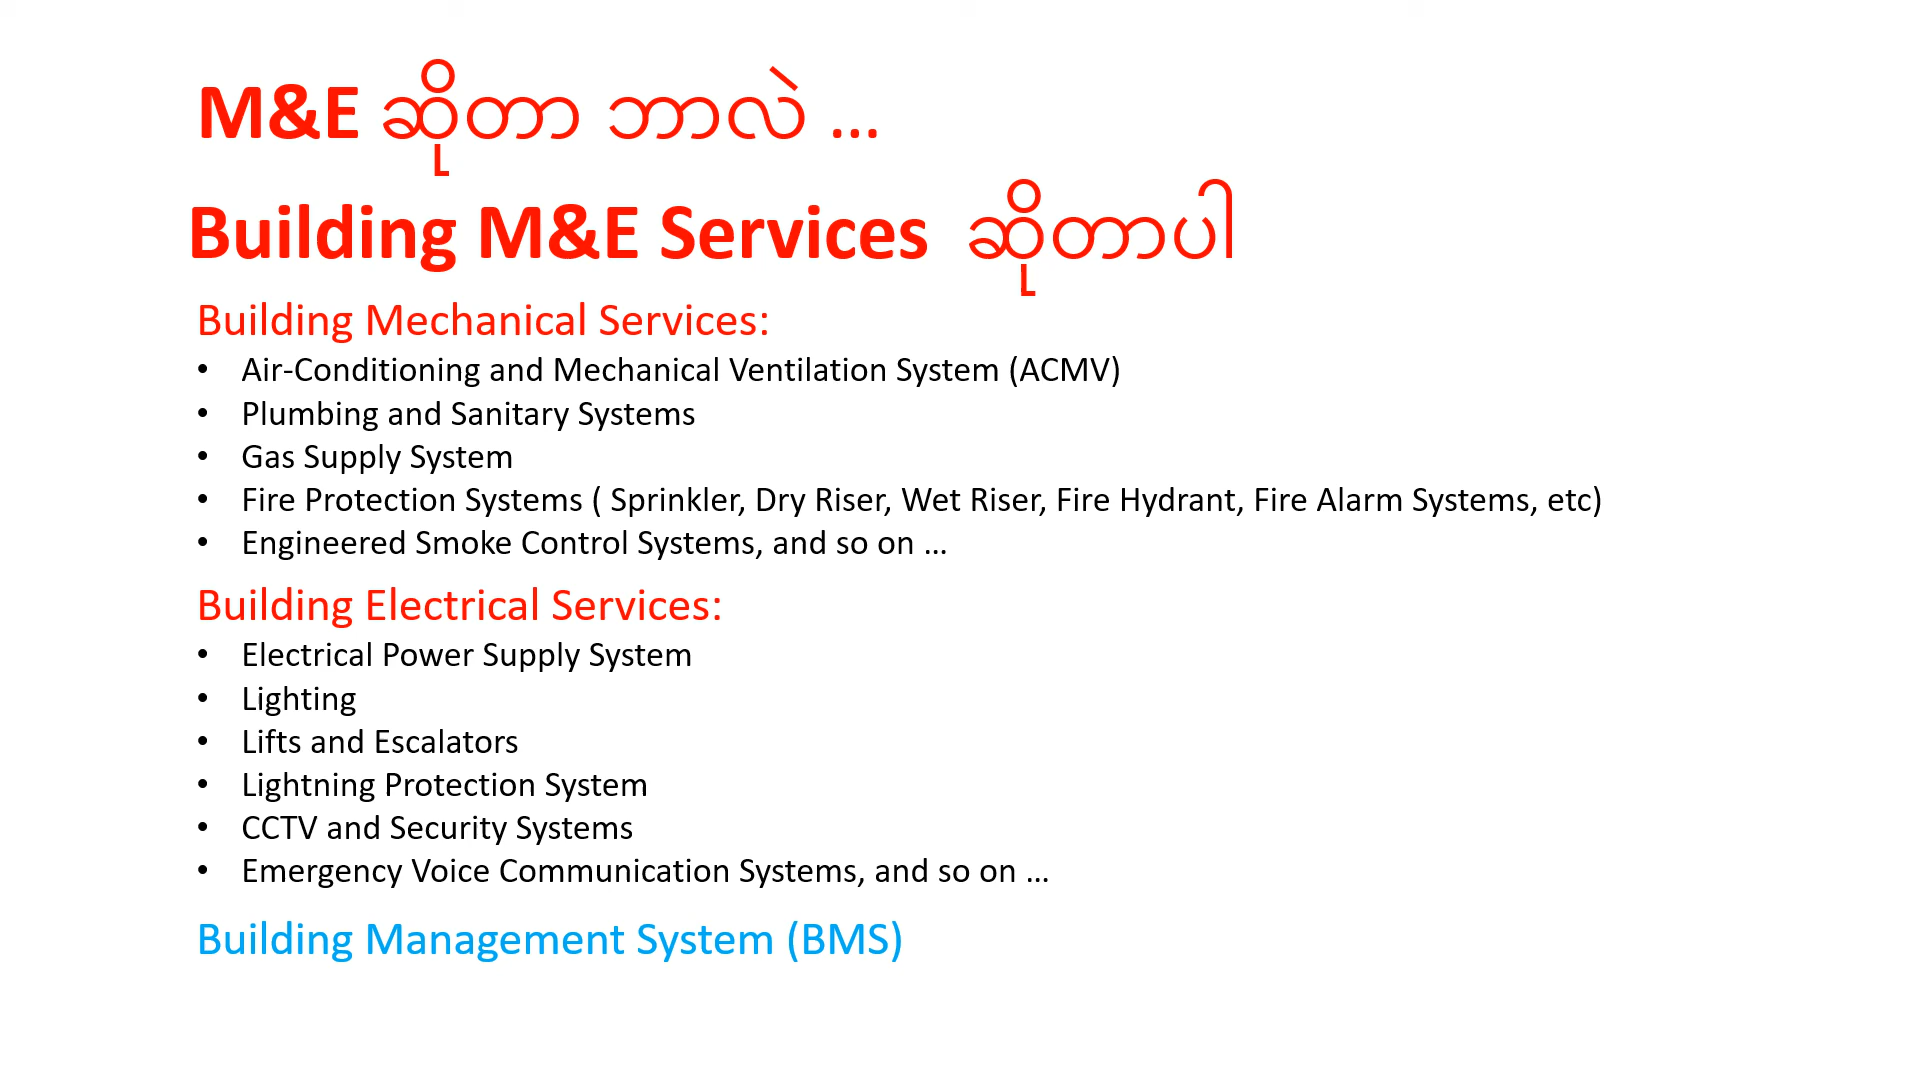 M&E ဆိုတာ ဘာလဲ ...
Building M&E Services ဆိုတာပါ
Building Mechanical Services:
• Air-Conditioning and Mechanical Ventilation System (ACMV)
• Plumbing and Sanitary Systems
• Gas Supply System
• Fire Protection Systems ( Sprinkler, Dry Riser, Wet Riser, Fire Hydrant, Fire Alarm Systems, etc)
• Engineered Smoke Control Systems, and so on ...
Building Electrical Services:
• Electrical Power Supply System
• Lighting
• Lifts and Escalators
• Lightning Protection System
• CCTV and Security Systems
• Emergency Voice Communication Systems, and so on ...
Building Management System (BMS)